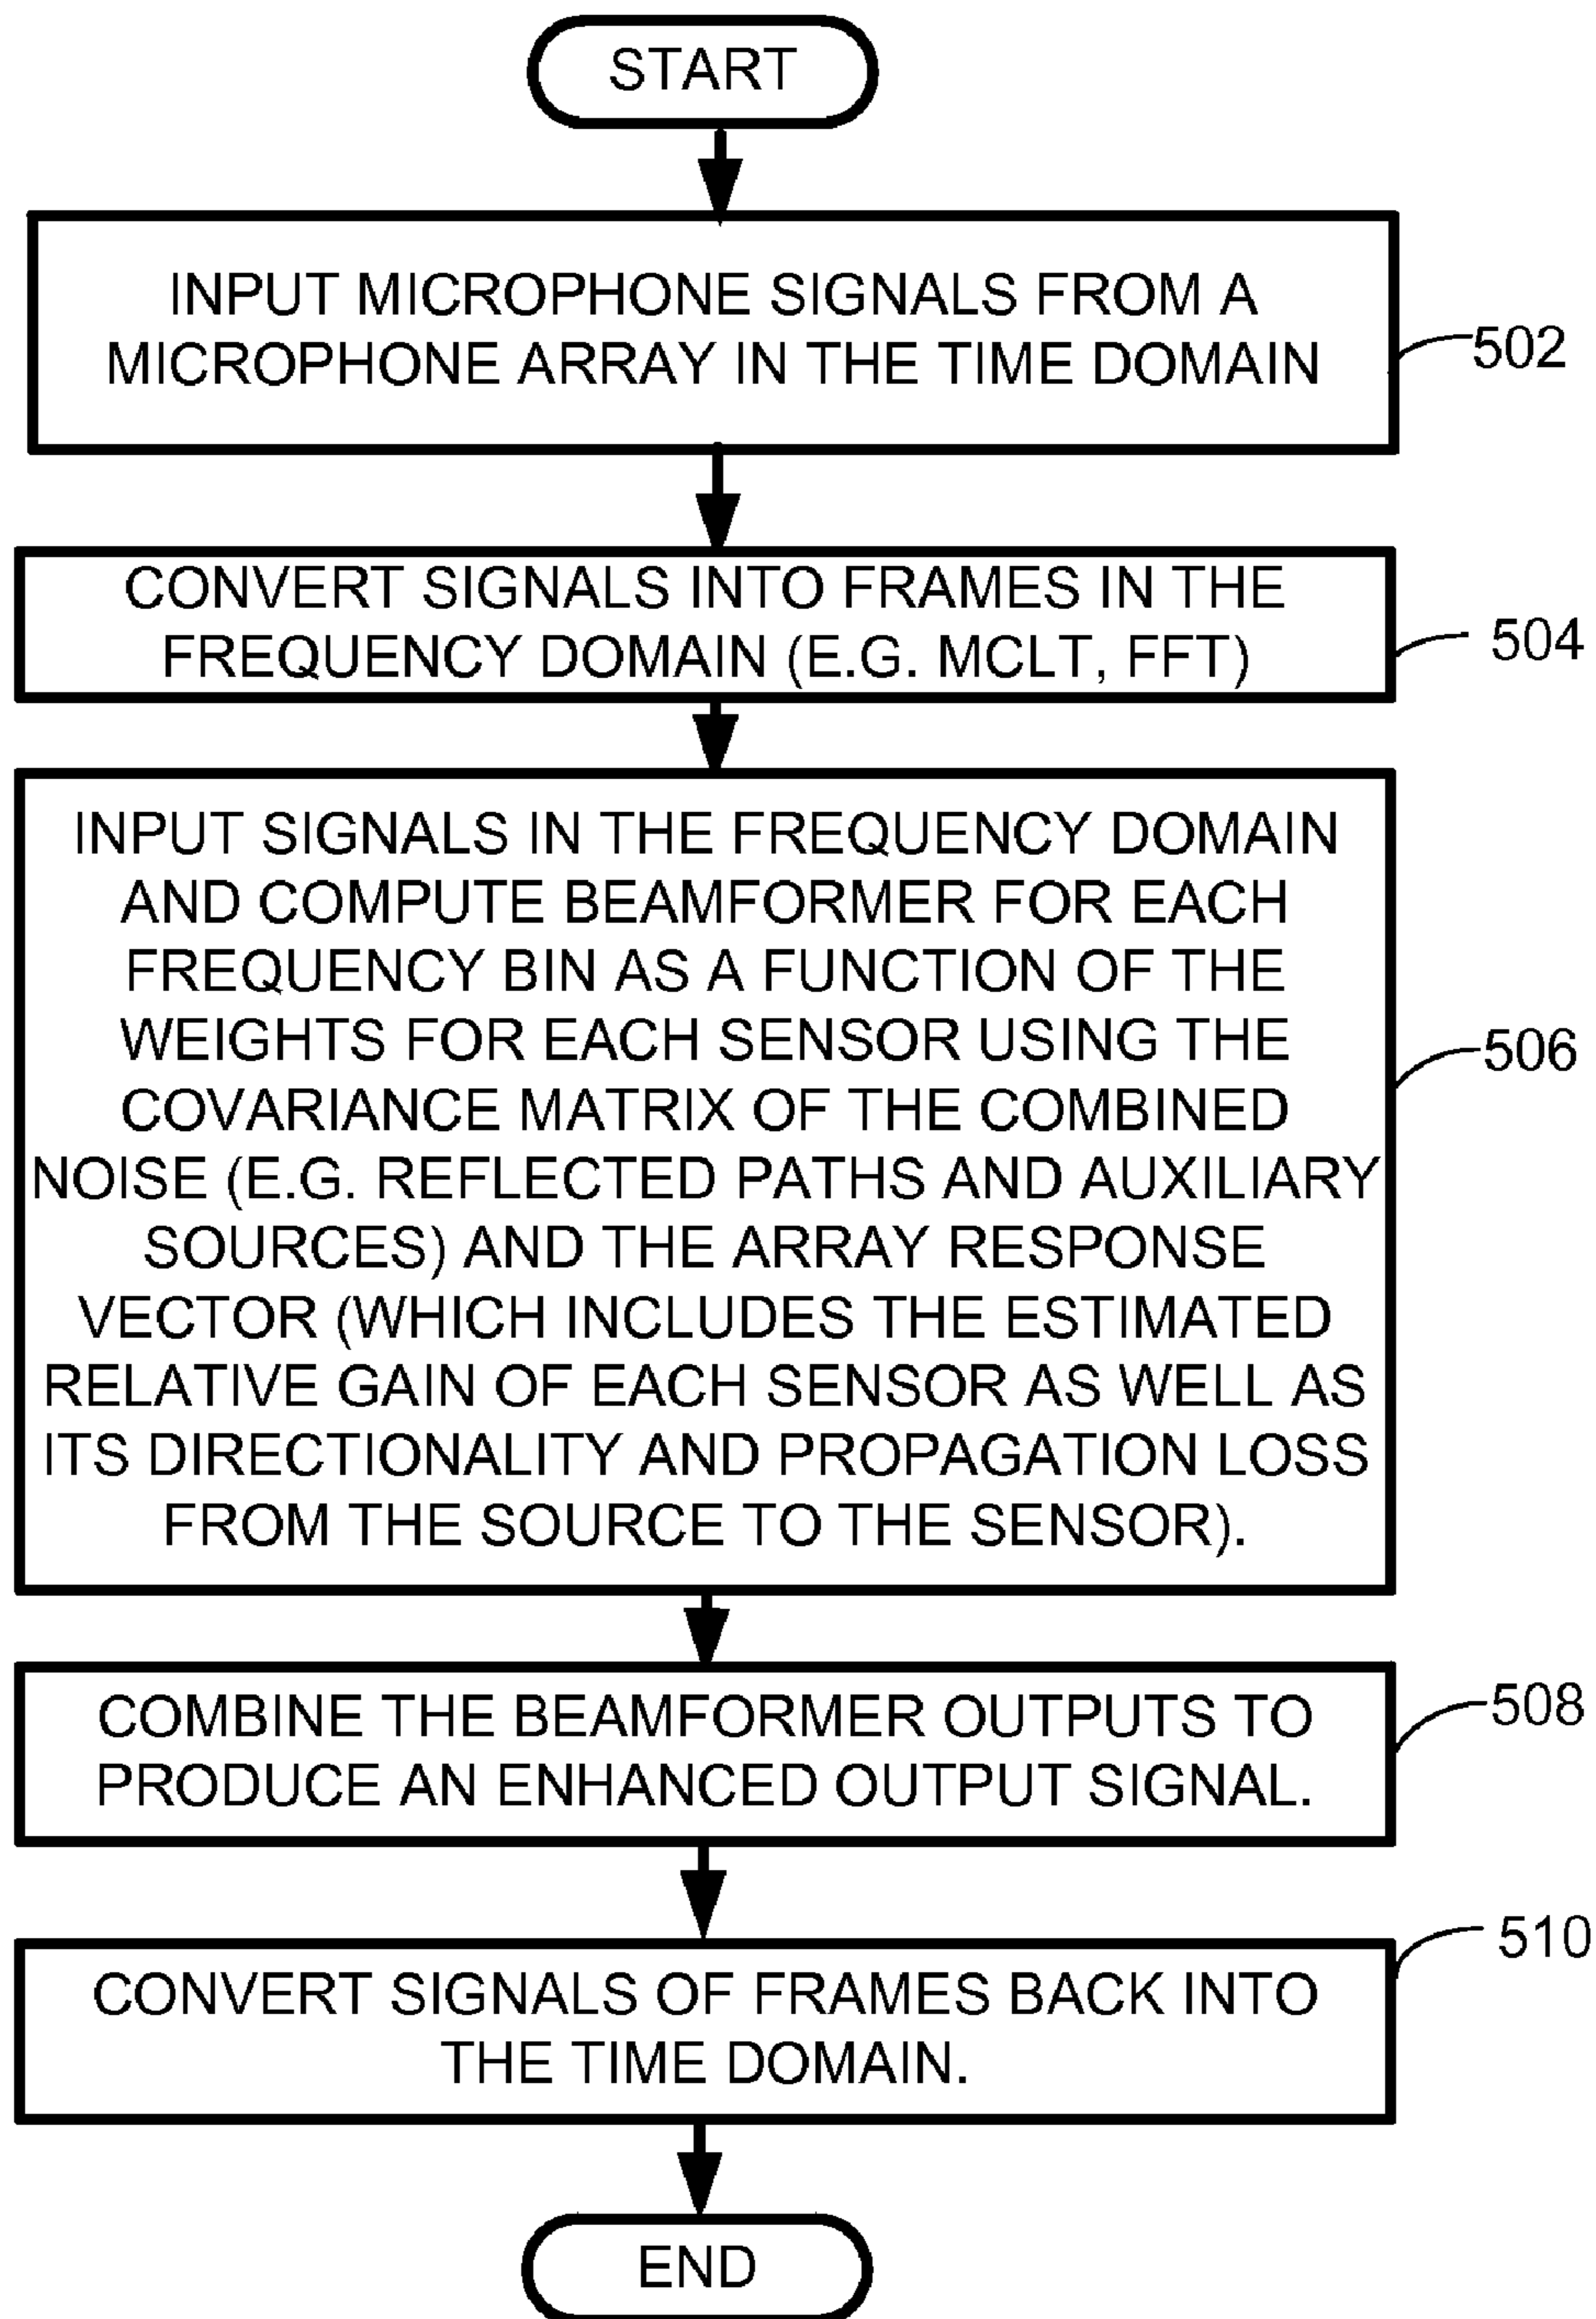 START
INPUT MICROPHONE SIGNALS FROM A
MICROPHONE ARRAY IN THE TIME DOMAIN
502
CONVERT SIGNALS INTO FRAMES IN THE
FREQUENCY DOMAIN (E.G. MCLT, FFT)
504
INPUT SIGNALS IN THE FREQUENCY DOMAIN
AND COMPUTE BEAMFORMER FOR EACH
FREQUENCY BIN AS A FUNCTION OF THE
WEIGHTS FOR EACH SENSOR USING THE
COVARIANCE MATRIX OF THE COMBINED
NOISE (E.G. REFLECTED PATHS AND AUXILIARY
SOURCES) AND THE ARRAY RESPONSE
VECTOR (WHICH INCLUDES THE ESTIMATED
RELATIVE GAIN OF EACH SENSOR AS WELL AS
ITS DIRECTIONALITY AND PROPAGATION LOSS
FROM THE SOURCE TO THE SENSOR).
506
COMBINE THE BEAMFORMER OUTPUTS TO
PRODUCE AN ENHANCED OUTPUT SIGNAL.
508
CONVERT SIGNALS OF FRAMES BACK INTO
THE TIME DOMAIN.
510
END